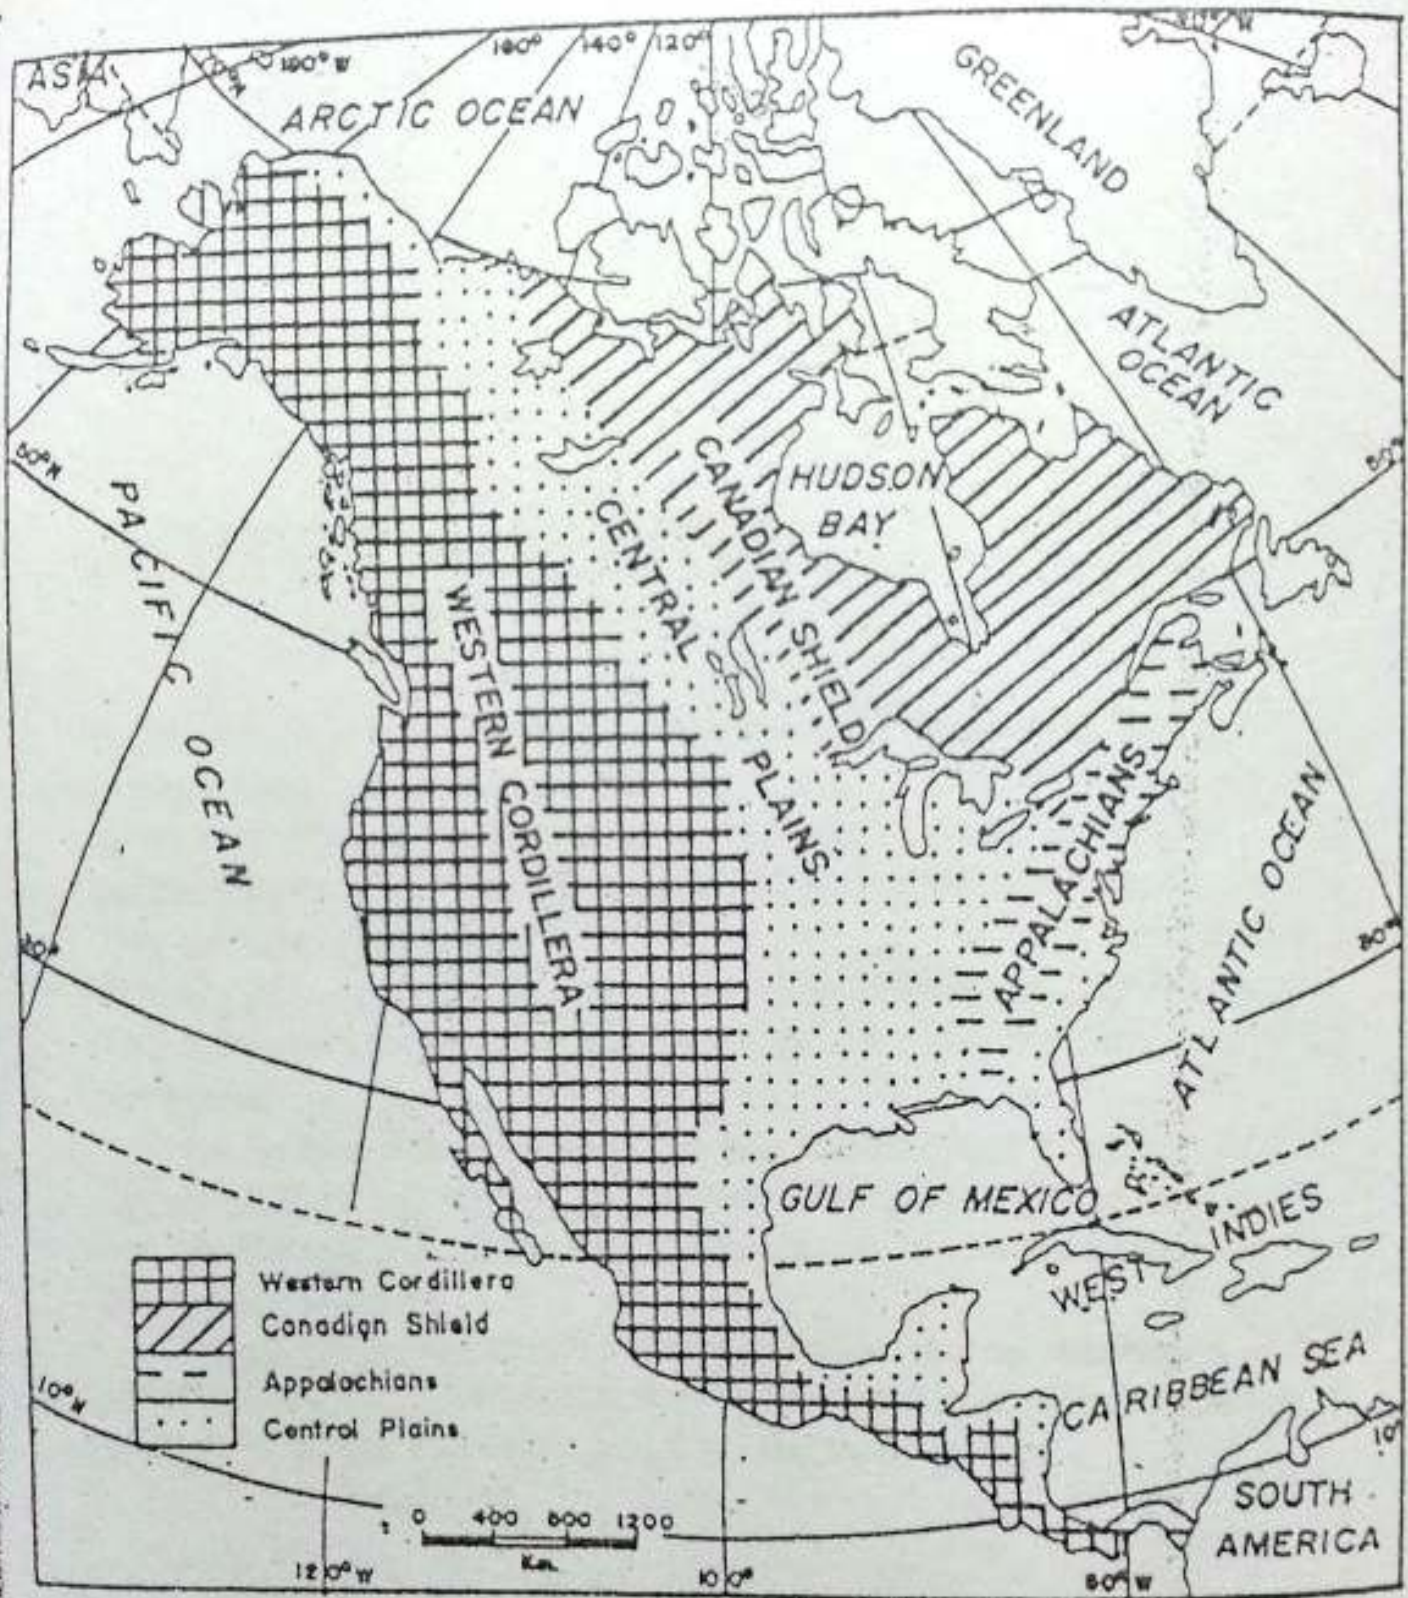 ASIA
180° W
160°
140°
120°
ARCTIC OCEAN
GREENLAND
ATLANTIC
OCEAN
HUDSON
BAY
CANADIAN SHIELD
CENTRAL PLAINS
WESTERN CORDILLERA
APPALACHIANS
PACIFIC OCEAN
ATLANTIC OCEAN
GULF OF MEXICO
WEST INDIES
CARIBBEAN SEA
SOUTH
AMERICA
Western Cordillera
Canadian Shield
Appalachians
Central Plains
10° N
10°
0 400 800 1200
Km.
120° W
100°
80° W